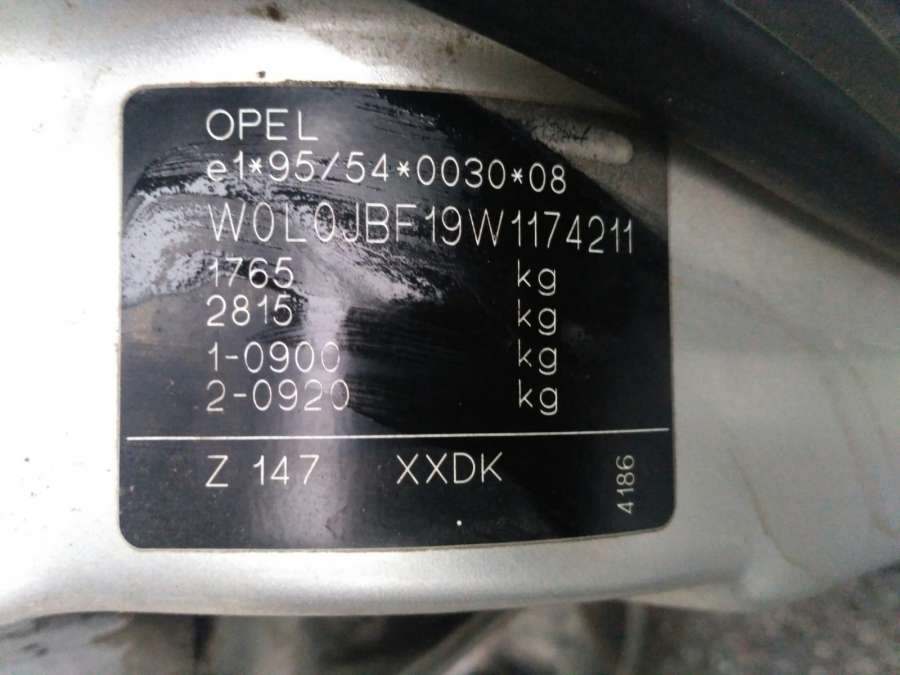 OPEL
e1*95/54*0030*08
W0L0JBF19W1174211
1765 kg
2815 kg
1-0900 kg
2-0920 kg
Z 147 XXDK
4186